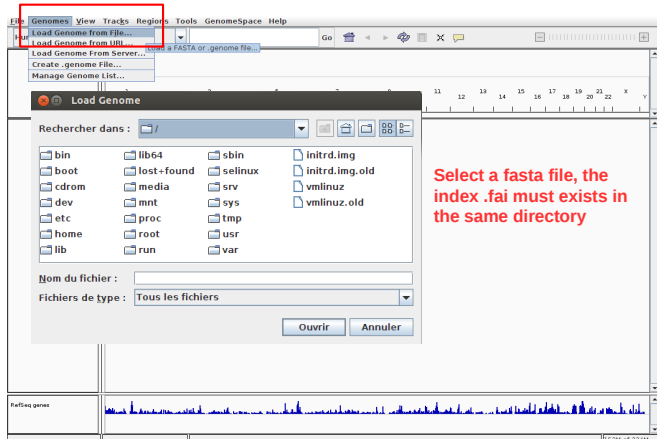 File Genomes View Tracks Regions Tools GenomeSpace Help
Load Genome from File...
Go
Load Genome from URL...
Load a FASTA or .genome file...
Load Genome From Server...
Create .genome File...
Manage Genome List...
11 12 13 14 15 16 17 18 19 20 21 22 X Y
Load Genome
Rechercher dans : /
bin lib64 sbin initrd.img
boot lost+found selinux initrd.img.old
cdrom media srv vmlinuz
dev mnt sys vmlinuz.old
etc proc tmp
home root usr
lib run var
Select a fasta file, the
index .fai must exists in
the same directory
Nom du fichier :
Fichiers de type : Tous les fichiers
Ouvrir Annuler
RefSeq genes